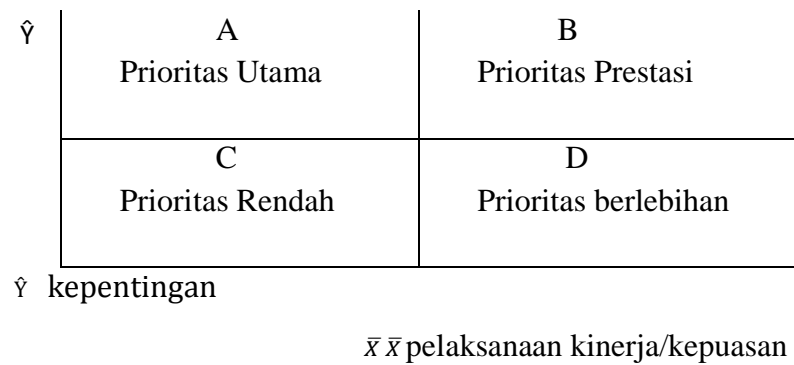 Ŷ A B
Prioritas Utama Prioritas Prestasi
C D
Prioritas Rendah Prioritas berlebihan
Ŷ kepentingan
x̄ x̄ pelaksanaan kinerja/kepuasan